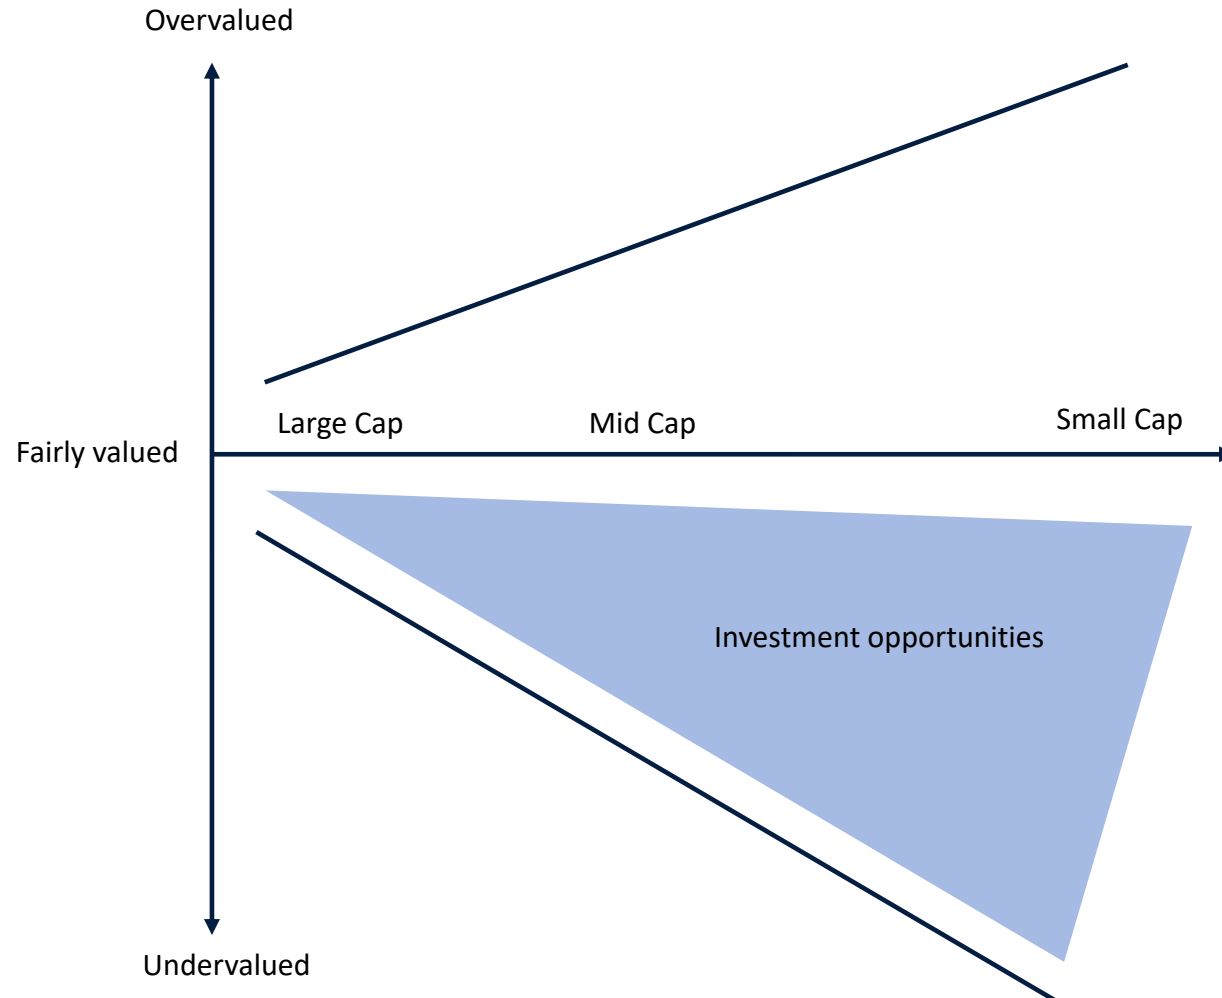 Overvalued
Large Cap
Mid Cap
Small Cap
Fairly valued
Investment opportunities
Undervalued